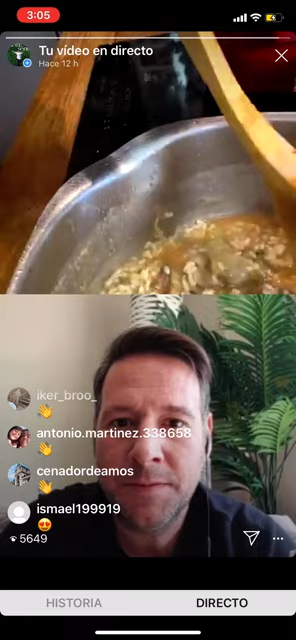 3:05
Tu vídeo en directo
Hace 12 h
iker_broo_
👋
antonio.martinez.338658
👋
cenadordeamos
👋
ismael199919
😍
5649
HISTORIA
DIRECTO